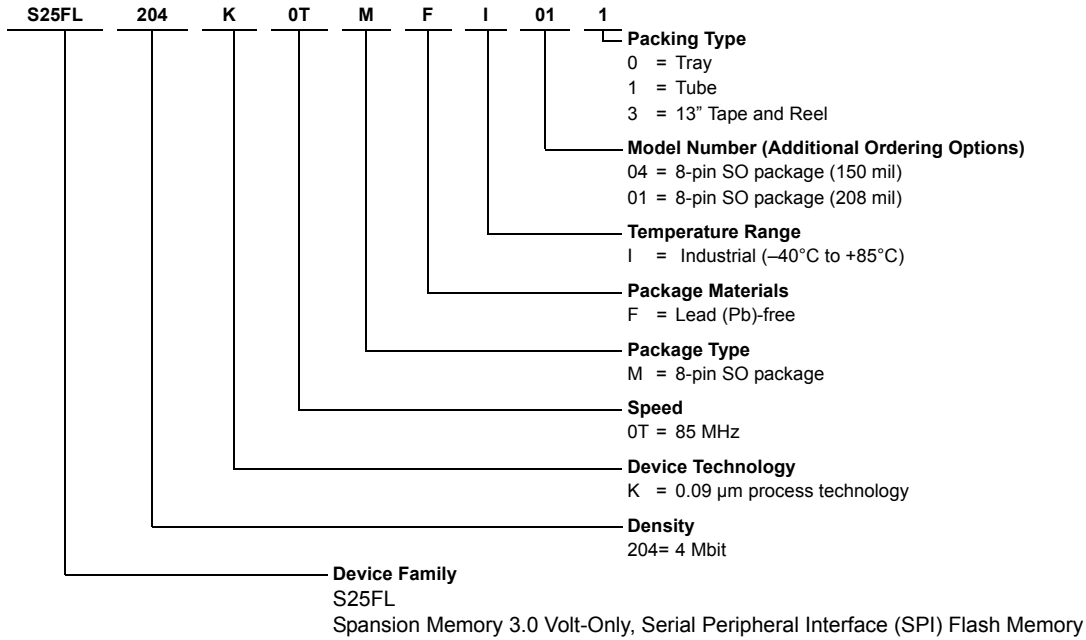 S25FL 204 K 0T M F I 01 1
Packing Type
0 = Tray
1 = Tube
3 = 13” Tape and Reel
Model Number (Additional Ordering Options)
04 = 8-pin SO package (150 mil)
01 = 8-pin SO package (208 mil)
Temperature Range
I = Industrial (–40°C to +85°C)
Package Materials
F = Lead (Pb)-free
Package Type
M = 8-pin SO package
Speed
0T = 85 MHz
Device Technology
K = 0.09 µm process technology
Density
204= 4 Mbit
Device Family
S25FL
Spansion Memory 3.0 Volt-Only, Serial Peripheral Interface (SPI) Flash Memory